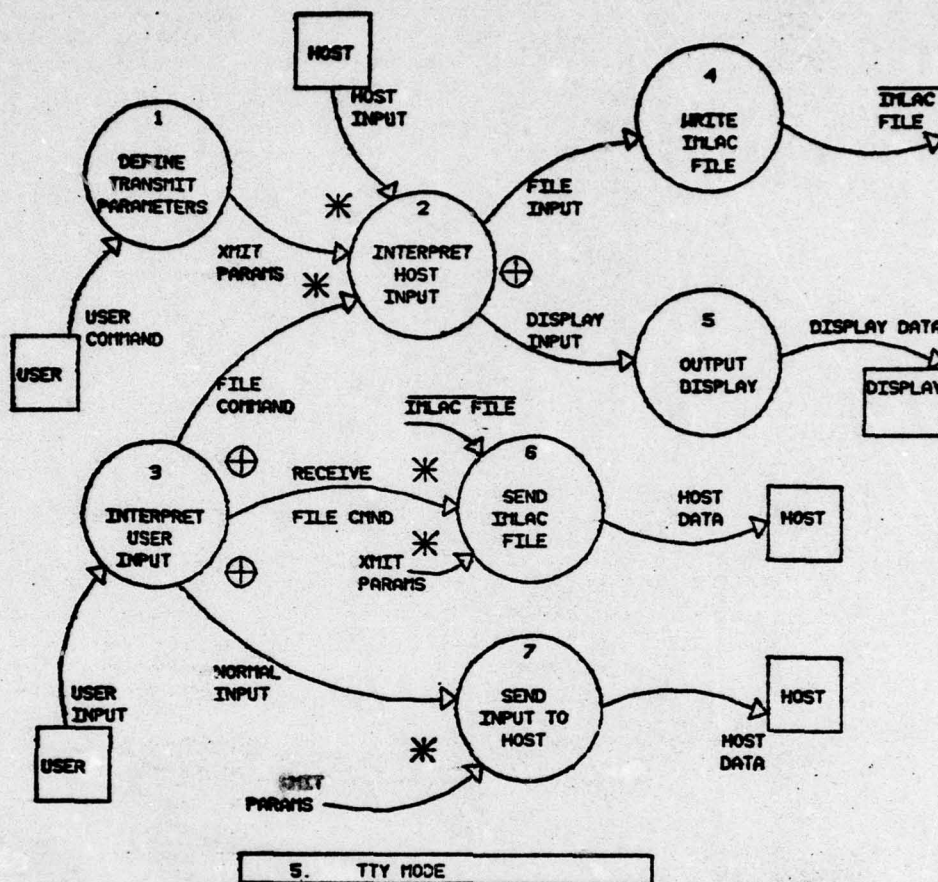 HOST
HOST
INPUT
1
DEFINE
TRANSMIT
PARAMETERS
4
WRITE
IMLAC
FILE
IMLAC
FILE
2
INTERPRET
HOST
INPUT
FILE
INPUT
XMIT
PARAMS
USER
COMMAND
USER
DISPLAY
INPUT
5
OUTPUT
DISPLAY
DISPLAY DATA
DISPLAY
FILE
COMMAND
IMLAC FILE
3
INTERPRET
USER
INPUT
RECEIVE
FILE CMND
6
SEND
IMLAC
FILE
HOST
DATA
HOST
XMIT
PARAMS
NORMAL
INPUT
7
SEND
INPUT TO
HOST
HOST
HOST
DATA
USER
INPUT
USER
XMIT
PARAMS
5. TTY MODE